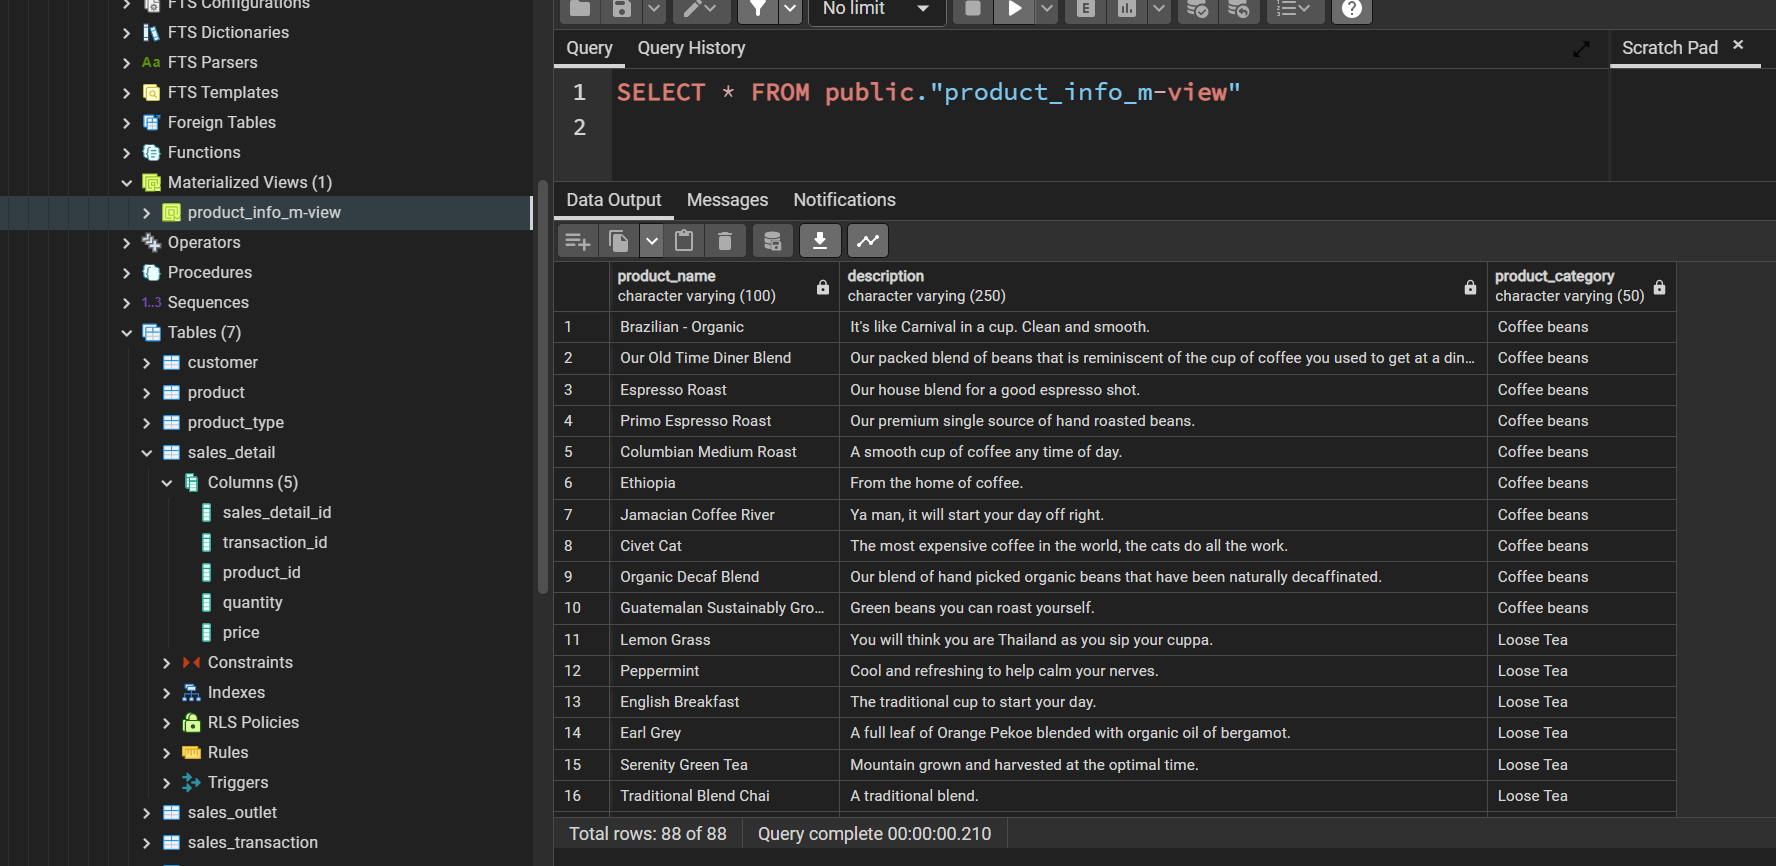 FTS Configurations
FTS Dictionaries
Aa FTS Parsers
FTS Templates
Foreign Tables
Functions
Materialized Views (1)
product_info_m-view
Operators
Procedures
1..3 Sequences
Tables (7)
customer
product
product_type
sales_detail
Columns (5)
sales_detail_id
transaction_id
product_id
quantity
price
Constraints
Indexes
RLS Policies
Rules
Triggers
sales_outlet
sales_transaction
No limit
E
Query Query History
Scratch Pad ×
1 SELECT * FROM public."product_info_m-view"
2
Data Output Messages Notifications
product_name description product_category
character varying (100) character varying (250) character varying (50)
1 Brazilian - Organic It's like Carnival in a cup. Clean and smooth. Coffee beans
2 Our Old Time Diner Blend Our packed blend of beans that is reminiscent of the cup of coffee you used to get at a din... Coffee beans
3 Espresso Roast Our house blend for a good espresso shot. Coffee beans
4 Primo Espresso Roast Our premium single source of hand roasted beans. Coffee beans
5 Columbian Medium Roast A smooth cup of coffee any time of day. Coffee beans
6 Ethiopia From the home of coffee. Coffee beans
7 Jamacian Coffee River Ya man, it will start your day off right. Coffee beans
8 Civet Cat The most expensive coffee in the world, the cats do all the work. Coffee beans
9 Organic Decaf Blend Our blend of hand picked organic beans that have been naturally decaffinated. Coffee beans
10 Guatemalan Sustainably Gro... Green beans you can roast yourself. Coffee beans
11 Lemon Grass You will think you are Thailand as you sip your cuppa. Loose Tea
12 Peppermint Cool and refreshing to help calm your nerves. Loose Tea
13 English Breakfast The traditional cup to start your day. Loose Tea
14 Earl Grey A full leaf of Orange Pekoe blended with organic oil of bergamot. Loose Tea
15 Serenity Green Tea Mountain grown and harvested at the optimal time. Loose Tea
16 Traditional Blend Chai A traditional blend. Loose Tea
Total rows: 88 of 88 Query complete 00:00:00.210